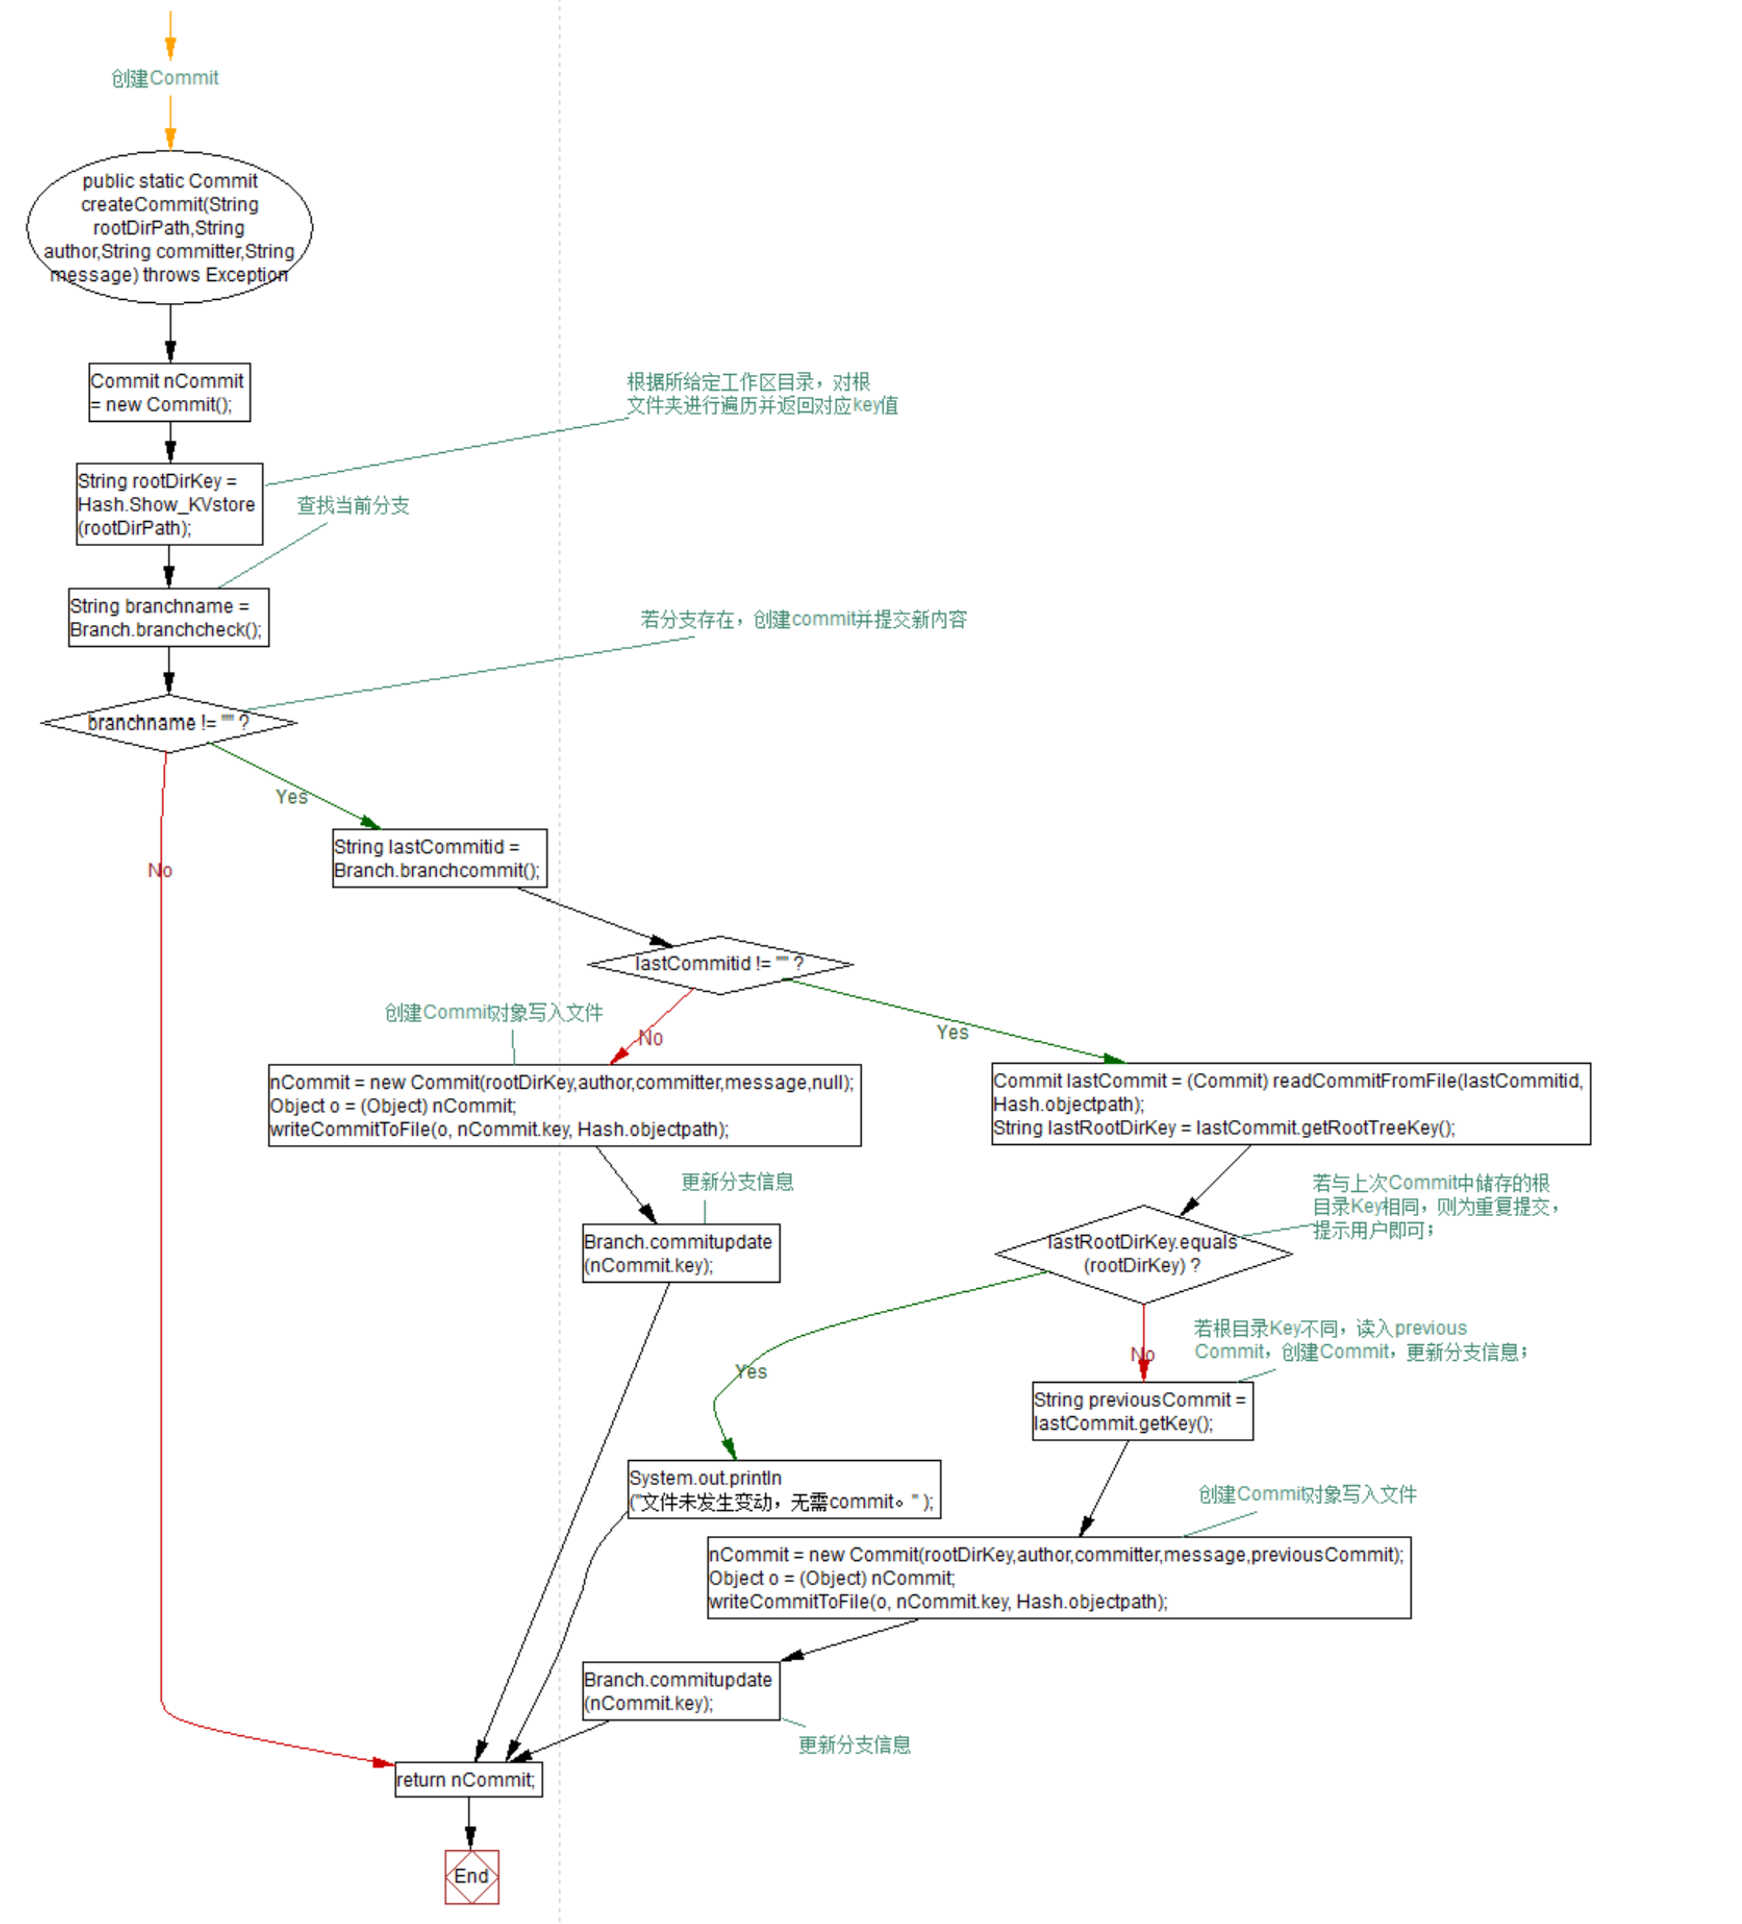 创建Commit
public static Commit
createCommit(String
rootDirPath,String
author,String committer,String
message) throws Exception
Commit nCommit
= new Commit();
根据所给定工作区目录，对根
文件夹进行遍历并返回对应key值
String rootDirKey =
Hash.Show_KVstore
(rootDirPath);
查找当前分支
String branchname =
Branch.branchcheck();
若分支存在，创建commit并提交新内容
branchname != "" ?
Yes
No
String lastCommitid =
Branch.branchcommit();
lastCommitid != "" ?
创建Commit对象写入文件
No
Yes
nCommit = new Commit(rootDirKey,author,committer,message,null);
Object o = (Object) nCommit;
writeCommitToFile(o, nCommit.key, Hash.objectpath);
Commit lastCommit = (Commit) readCommitFromFile(lastCommitid,
Hash.objectpath);
String lastRootDirKey = lastCommit.getRootTreeKey();
更新分支信息
Branch.commitupdate
(nCommit.key);
若与上次Commit中储存的根
目录Key相同，则为重复提交，
提示用户即可；
lastRootDirKey.equals
(rootDirKey) ?
Yes
No
若根目录Key不同，读入previous
Commit，创建Commit，更新分支信息；
String previousCommit =
lastCommit.getKey();
System.out.println
("文件未发生变动，无需commit。" );
创建Commit对象写入文件
nCommit = new Commit(rootDirKey,author,committer,message,previousCommit);
Object o = (Object) nCommit;
writeCommitToFile(o, nCommit.key, Hash.objectpath);
Branch.commitupdate
(nCommit.key);
更新分支信息
return nCommit;
End